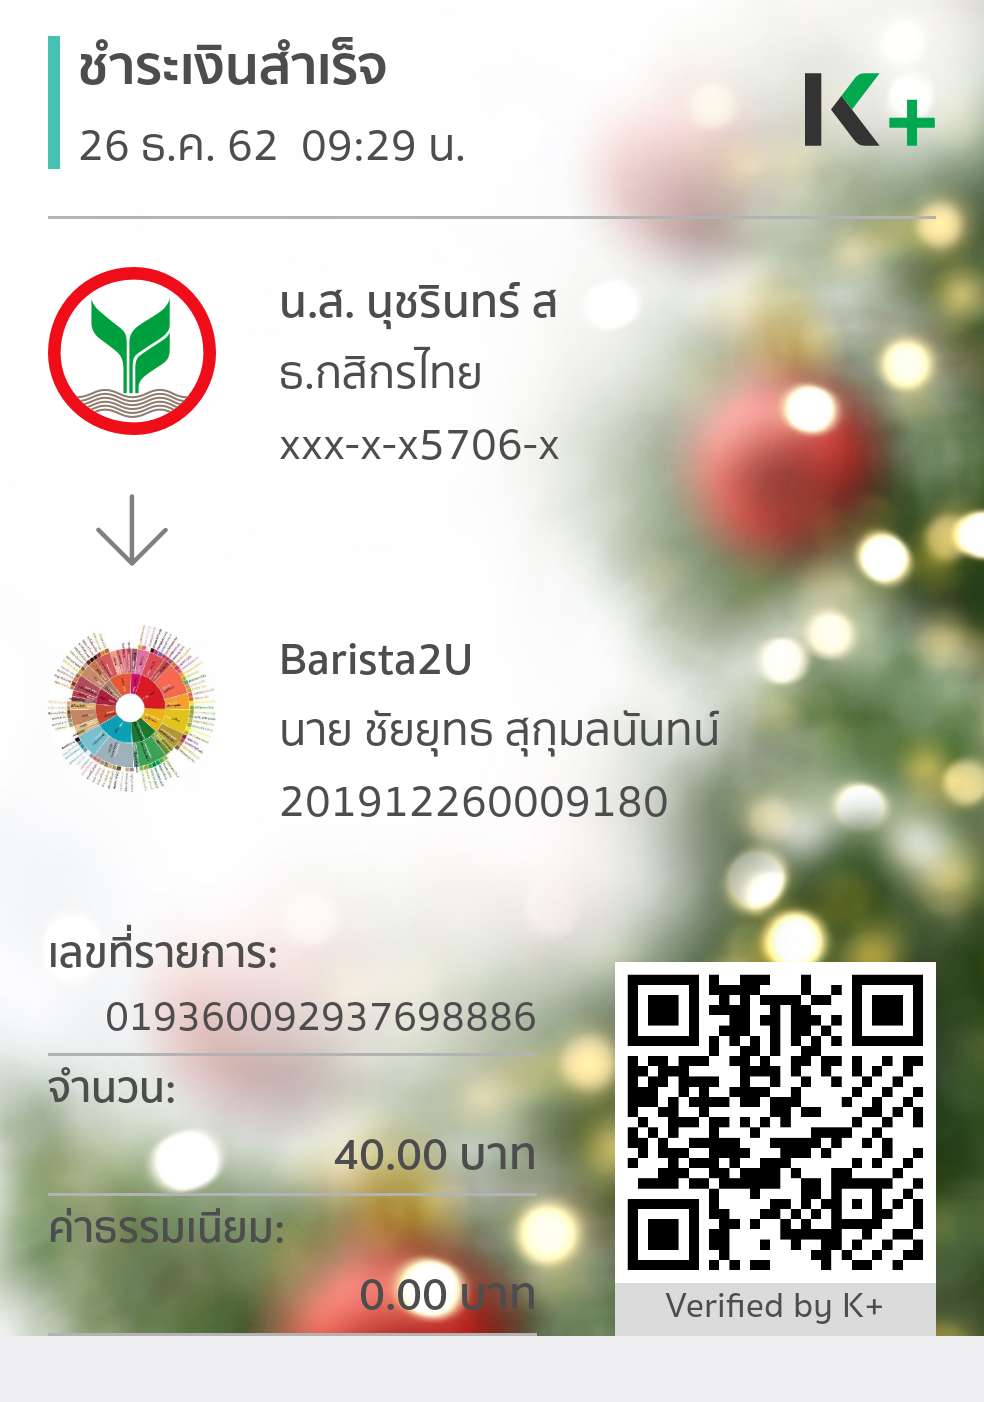 ชำระเงินสำเร็จ
26 ธ.ค. 62 09:29 น.
K+
น.ส. นุชรินทร์ ส
ธ.กสิกรไทย
xxx-x-x5706-x
Barista2U
นาย ชัยยุทธ สุกุมลนันทน์
201912260009180
เลขที่รายการ:
019360092937698886
จำนวน:
40.00 บาท
ค่าธรรมเนียม:
0.00 บาท
Verified by K+